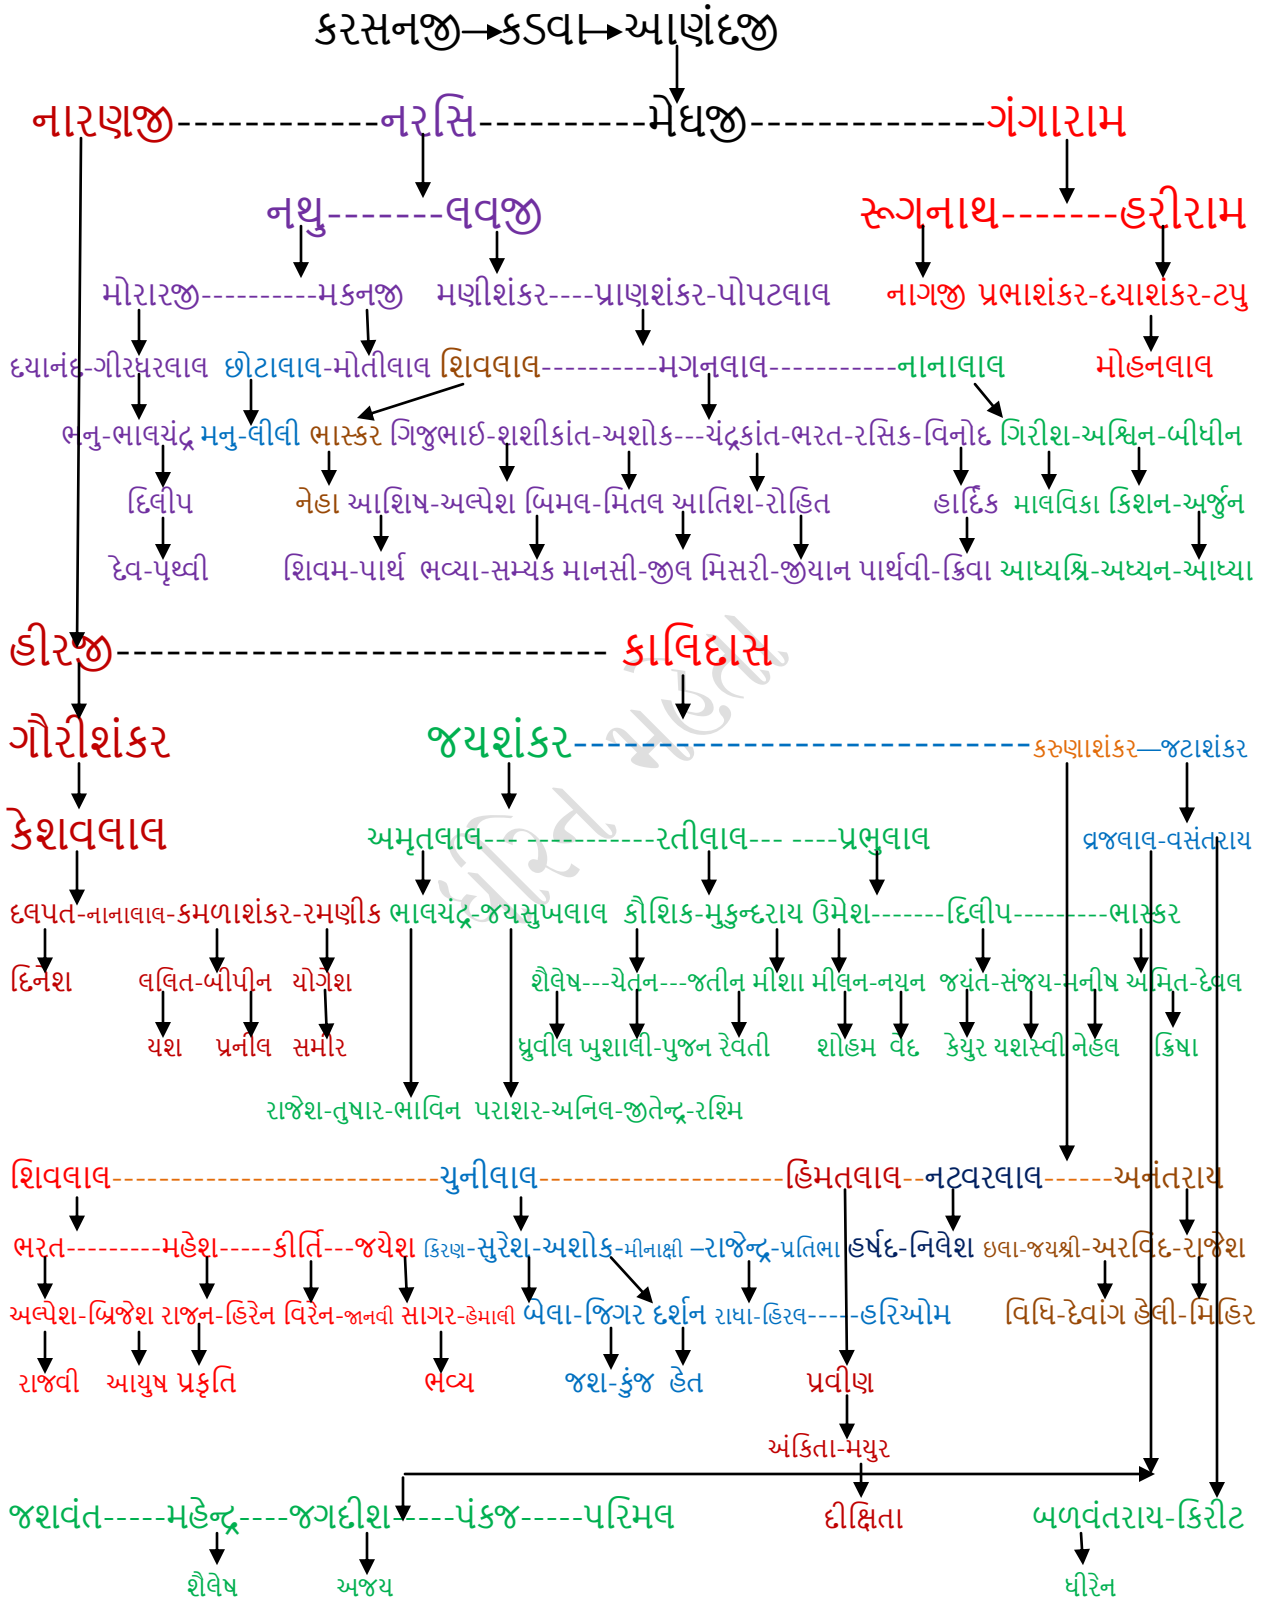 કરસનજી કડવા આણંદજી
નારણજી------------નરસિ----------મેઘજી--------------ગંગારામ
નથુ-------લવજી રૂગનાથ-------હરીરામ
મોરારજી----------મકનજી મણીશંકર----પ્રાણશંકર-પોપટલાલ નાગજી પ્રભાશંકર-દયાશંકર-ટપુ
દયાનંદ-ગીરધરલાલ છોટાલાલ-મોતીલાલ શિવલાલ----------મગનલાલ-----------નાનાલાલ મોહનલાલ
ભનુ-ભાલચંદ્ર મનુ-લીલી ભાસ્કર ગિજુભાઈ-શશીકાંત-અશોક---ચંદ્રકાંત-ભરત-રસિક-વિનોદ ગિરીશ-અશ્વિન-બીધીન
દિલીપ નેહા આશિષ-અલ્પેશ બિમલ-મિતલ આતિશ-રોહિત હાર્દિક માલવિકા કિશન-અર્જુન
દેવ-પૃથ્વી શિવમ-પાર્થ ભવ્યા-સમ્યક માનસી-જીલ મિસરી-જીયાન પાર્થવી-ક્રિવા આધ્યશ્રિ-અધ્યન-આધ્યા
હીરજી------------------------------ કાલિદાસ
ગૌરીશંકર જયશંકર----------------------------કરુણાશંકર—જટાશંકર
કેશવલાલ અમૃતલાલ--- -----------રતીલાલ--- ----પ્રભુલાલ વ્રજલાલ-વસંતરાય
દલપત-નાનાલાલ-કમળાશંકર-રમણીક ભાલચંદ્ર-જયસુખલાલ કૌશિક-મુકુન્દરાય ઉમેશ-------દિલીપ---------ભાસ્કર
દિનેશ લલિત-બીપીન યોગેશ શૈલેષ---ચેતન---જતીન મીશા મીલન-નયન જયંત-સંજય-મનીષ અમિત-દેવલ
યશ પ્રનીલ સમીર ધ્રુવીલ ખુશાલી-પુજન રેવતી શોહમ વેદ કેયુર યશસ્વી નેહલ ક્રિષા
રાજેશ-તુષાર-ભાવિન પરાશર-અનિલ-જીતેન્દ્ર-રશ્મિ
શિવલાલ---------------------------ચુનીલાલ--------------------હિંમતલાલ--નટવરલાલ------અનંતરાય
ભરત---------મહેશ-----કીર્તિ---જયેશ કિરણ-સુરેશ-અશોક-મીનાક્ષી –રાજેન્દ્ર-પ્રતિભા હર્ષદ-નિલેશ ઇલા-જયશ્રી-અરવિંદ-રાજેશ
અલ્પેશ-બ્રિજેશ રાજન-હિરેન વિરેન-જાનવી સાગર-હેમાલી બેલા-જિગર દર્શન રાધા-હિરલ-----હરિઓમ વિધિ-દેવાંગ હેલી-મિહિર
રાજવી આયુષ પ્રકૃતિ ભવ્ય જશ-કુંજ હેત પ્રવીણ
અંકિતા-મયુર
જશવંત-----મહેન્દ્ર----જગદીશ-----પંકજ-----પરિમલ દીક્ષિતા બળવંતરાય-કિરીટ
શૈલેષ અજય ધીરેન
ધીરેન મહેતા